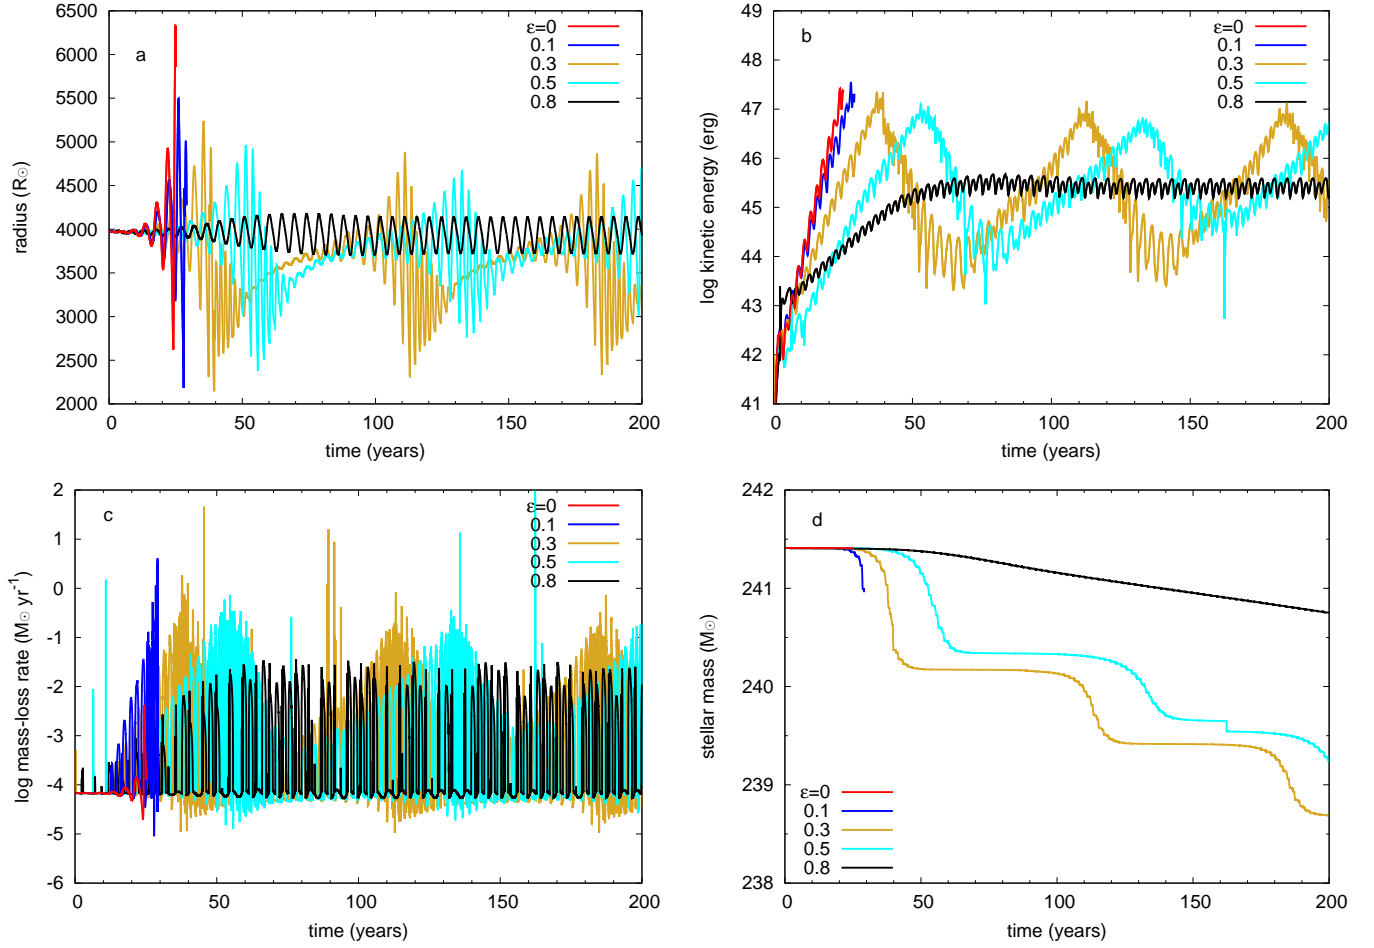 a
6500
6000
5500
5000
4500
4000
3500
3000
2500
2000
radius (R☉)
0 50 100 150 200
time (years)
ε=0
0.1
0.3
0.5
0.8
b
49
48
47
46
45
44
43
42
41
log kinetic energy (erg)
0 50 100 150 200
time (years)
ε=0
0.1
0.3
0.5
0.8
c
2
1
0
-1
-2
-3
-4
-5
-6
log mass-loss rate (M☉ yr-1)
0 50 100 150 200
time (years)
ε=0
0.1
0.3
0.5
0.8
d
242
241
240
239
238
stellar mass (M☉)
0 50 100 150 200
time (years)
ε=0
0.1
0.3
0.5
0.8